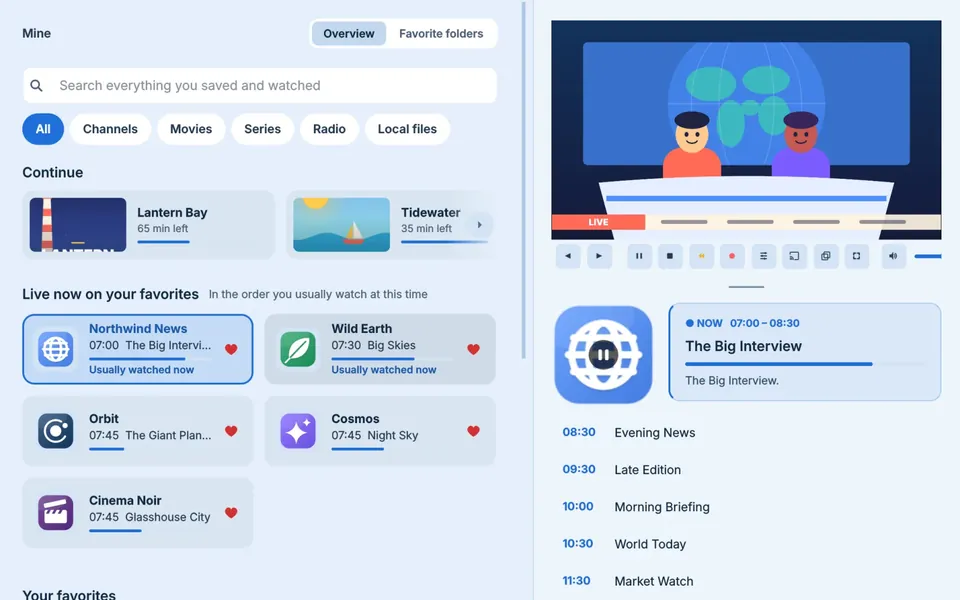 Mine
Overview
Favorite folders
Search everything you saved and watched
All
Channels
Movies
Series
Radio
Local files
Continue
Lantern Bay
65 min left
Tidewater
35 min left
Live now on your favorites
In the order you usually watch at this time
Northwind News
07:00 The Big Intervi...
Usually watched now
Wild Earth
07:30 Big Skies
Usually watched now
Orbit
07:45 The Giant Plan...
Cosmos
07:45 Night Sky
Cinema Noir
07:45 Glasshouse City
Your favorites
LIVE
NOW 07:00 – 08:30
The Big Interview
The Big Interview.
08:30 Evening News
09:30 Late Edition
10:00 Morning Briefing
10:30 World Today
11:30 Market Watch